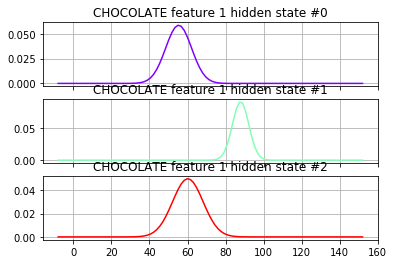 CHOCOLATE feature 1 hidden state #0
0.050
0.025
0.000
CHOCOLATE feature 1 hidden state #1
0.05
0.00
CHOCOLATE feature 1 hidden state #2
0.04
0.02
0.00
0 20 40 60 80 100 120 140 160